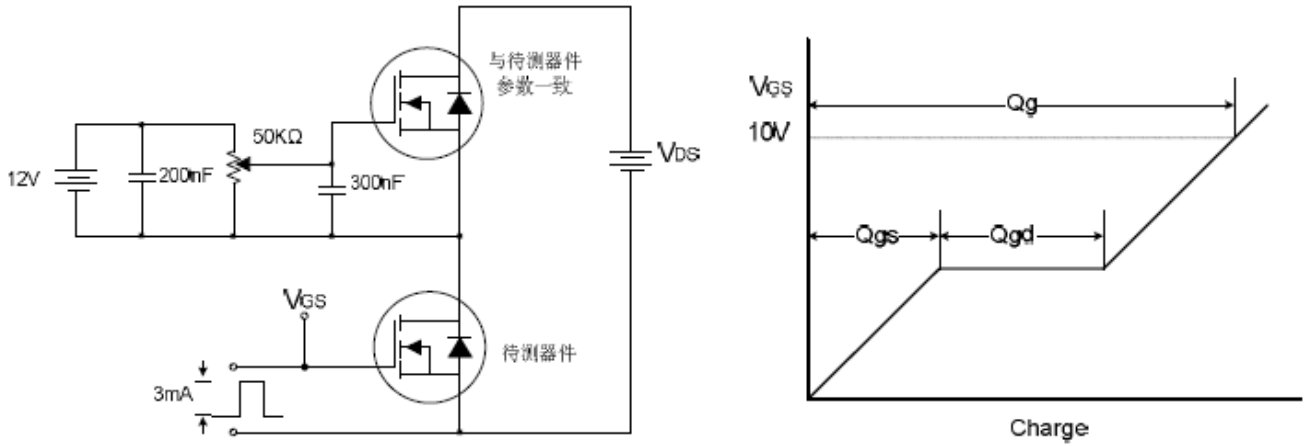 与待测器件
参数一致
50KΩ
12V
200nF
300nF
VDS
VGS
待测器件
3mA
VGS
10V
Qg
Qgs
Qgd
Charge